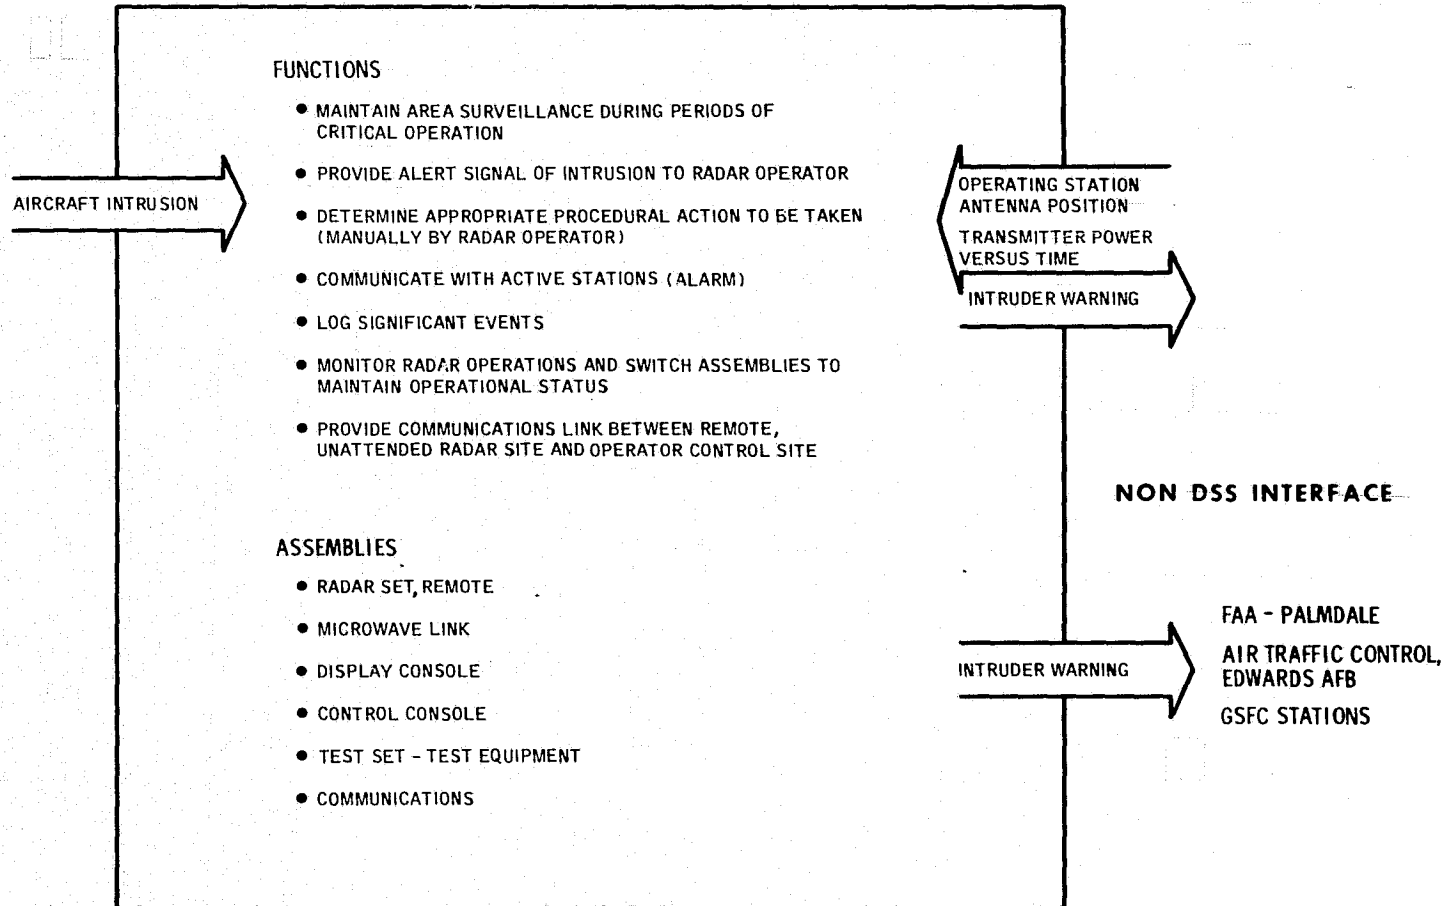 FUNCTIONS
● MAINTAIN AREA SURVEILLANCE DURING PERIODS OF
CRITICAL OPERATION
● PROVIDE ALERT SIGNAL OF INTRUSION TO RADAR OPERATOR
● DETERMINE APPROPRIATE PROCEDURAL ACTION TO BE TAKEN
(MANUALLY BY RADAR OPERATOR)
● COMMUNICATE WITH ACTIVE STATIONS (ALARM)
● LOG SIGNIFICANT EVENTS
● MONITOR RADAR OPERATIONS AND SWITCH ASSEMBLIES TO
MAINTAIN OPERATIONAL STATUS
● PROVIDE COMMUNICATIONS LINK BETWEEN REMOTE,
UNATTENDED RADAR SITE AND OPERATOR CONTROL SITE
AIRCRAFT INTRUSION
OPERATING STATION
ANTENNA POSITION
TRANSMITTER POWER
VERSUS TIME
INTRUDER WARNING
NON DSS INTERFACE
ASSEMBLIES
● RADAR SET, REMOTE
● MICROWAVE LINK
● DISPLAY CONSOLE
● CONTROL CONSOLE
● TEST SET - TEST EQUIPMENT
● COMMUNICATIONS
INTRUDER WARNING
FAA - PALMDALE
AIR TRAFFIC CONTROL,
EDWARDS AFB
GSFC STATIONS